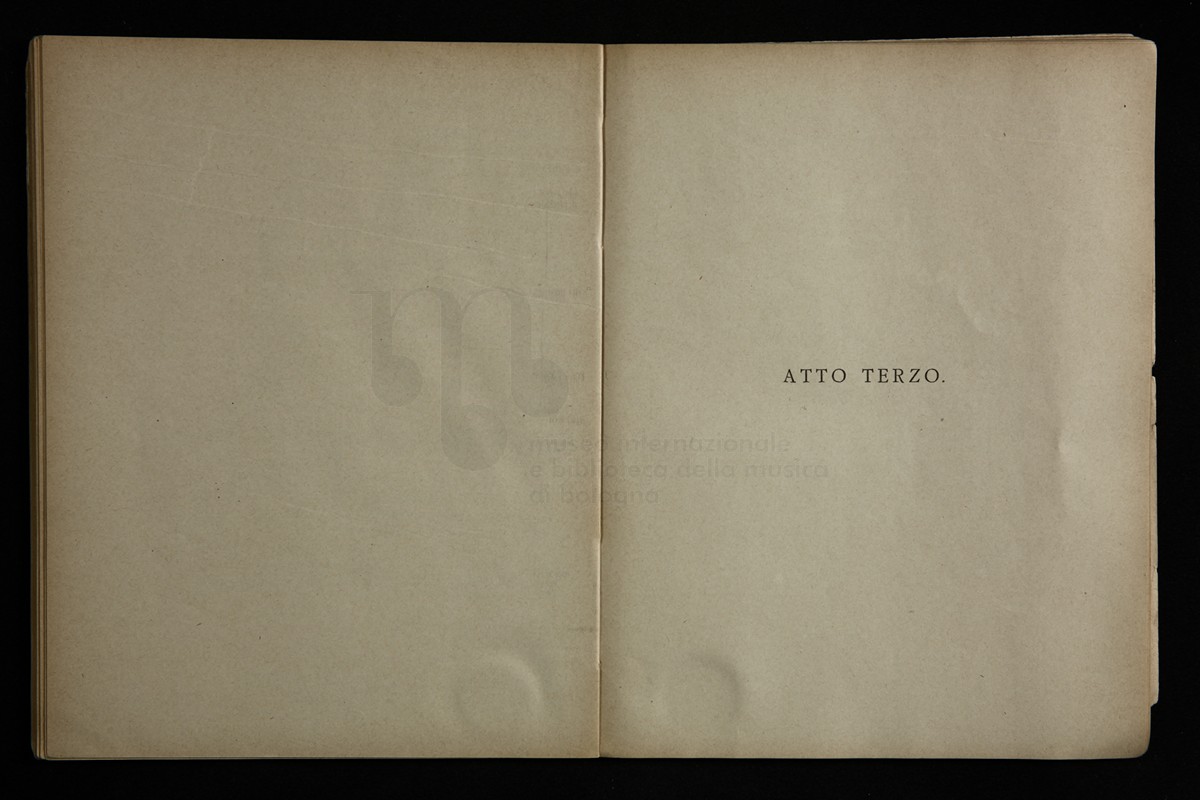 ATTO TERZO.
museo internazionale
e biblioteca della musica
di bologna